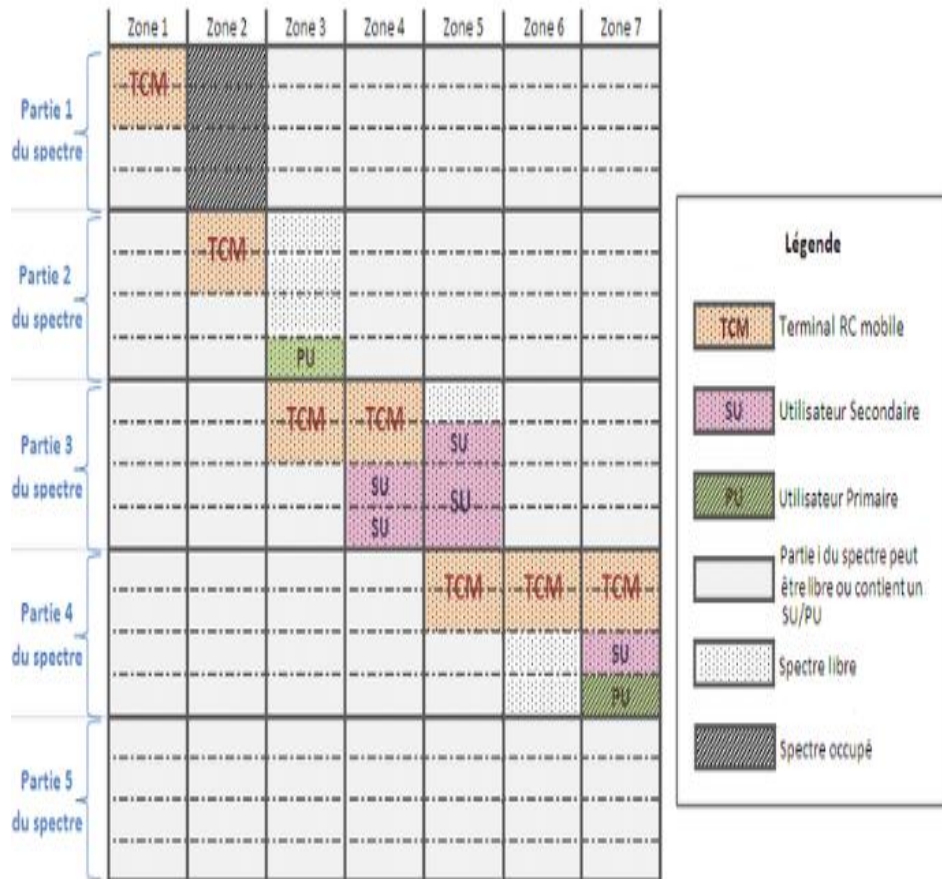 Zone 1 Zone 2 Zone 3 Zone 4 Zone 5 Zone 6 Zone 7
Partie 1
du spectre
TCM
Partie 2
du spectre
TCM
PU
Partie 3
du spectre
TCM TCM
SU
SU SU
SU
Partie 4
du spectre
TCM TCM TCM
SU
PU
Partie 5
du spectre
Légende
TCM Terminal RC mobile
SU Utilisateur Secondaire
PU Utilisateur Primaire
Partie i du spectre peut
être libre ou contient un
SU/PU
Spectre libre
Spectre occupé